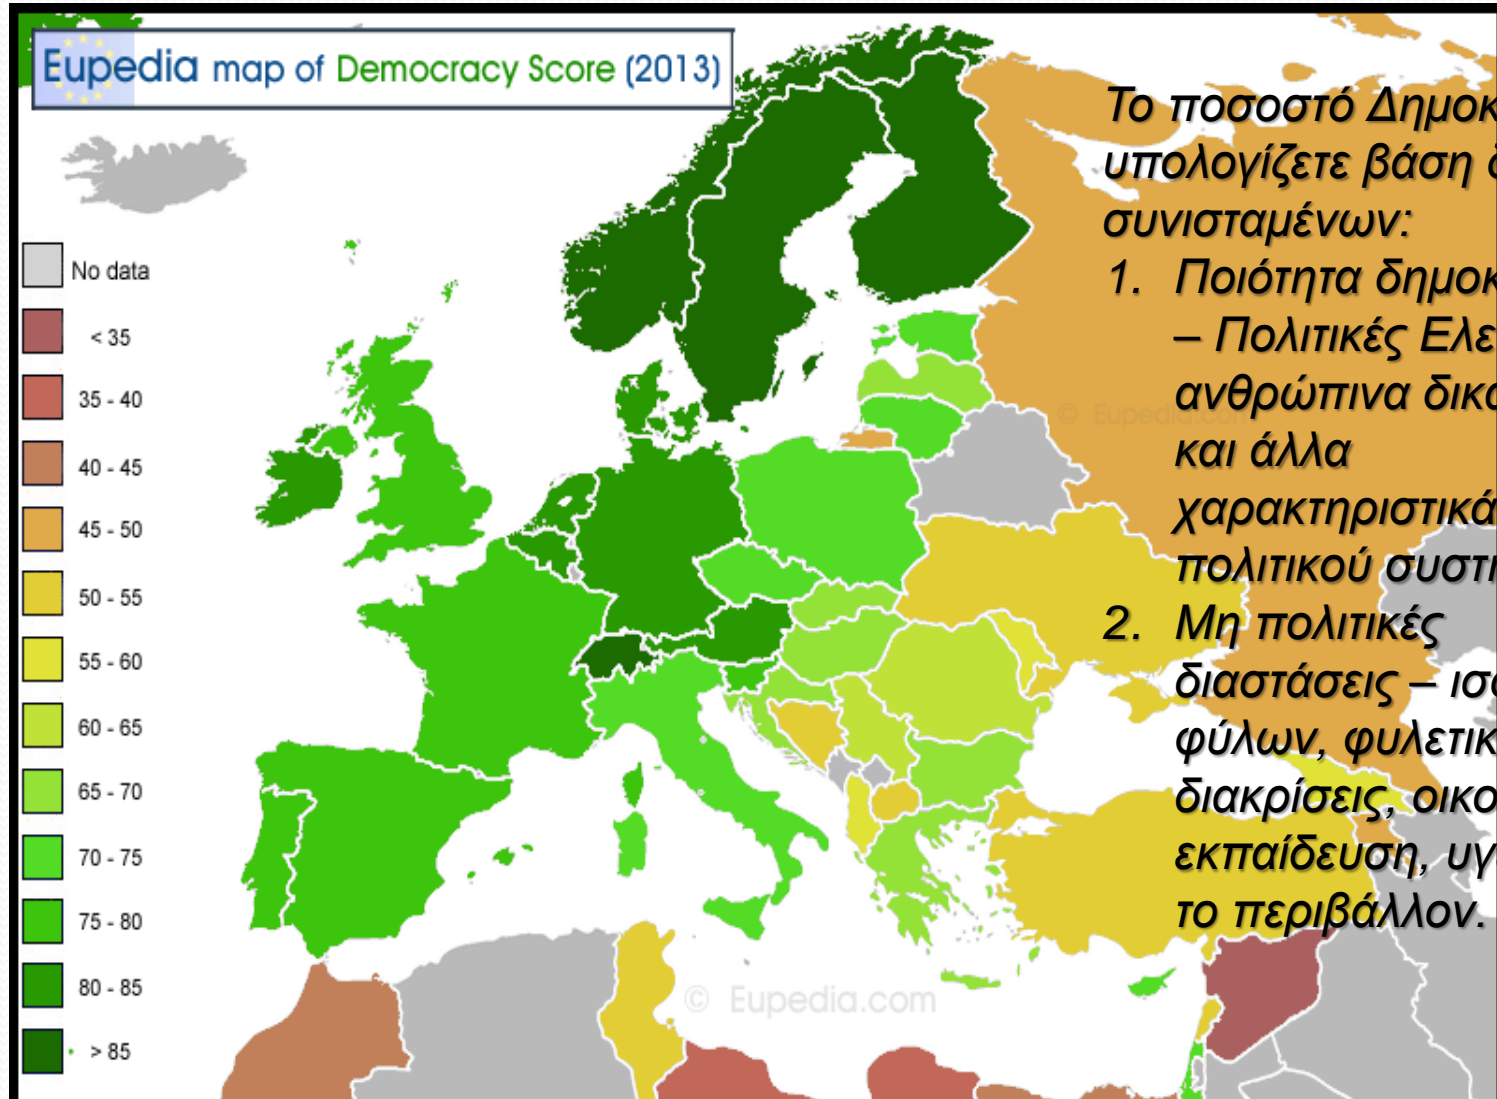 Eupedia map of Democracy Score (2013)
No data
< 35
35 - 40
40 - 45
45 - 50
50 - 55
55 - 60
60 - 65
65 - 70
70 - 75
75 - 80
80 - 85
> 85
Το ποσοστό Δημοκ
υπολογίζετε βάση
συνισταμένων:
1. Ποιότητα δημοκ
– Πολιτικές Ελε
ανθρώπινα δικα
και άλλα
χαρακτηριστικά
πολιτικού συστη
2. Μη πολιτικές
διαστάσεις – ισ
φύλων, φυλετικ
διακρίσεις, οικο
εκπαίδευση, υγ
το περιβάλλον.
© Eupedia.com
© Eupedia.com